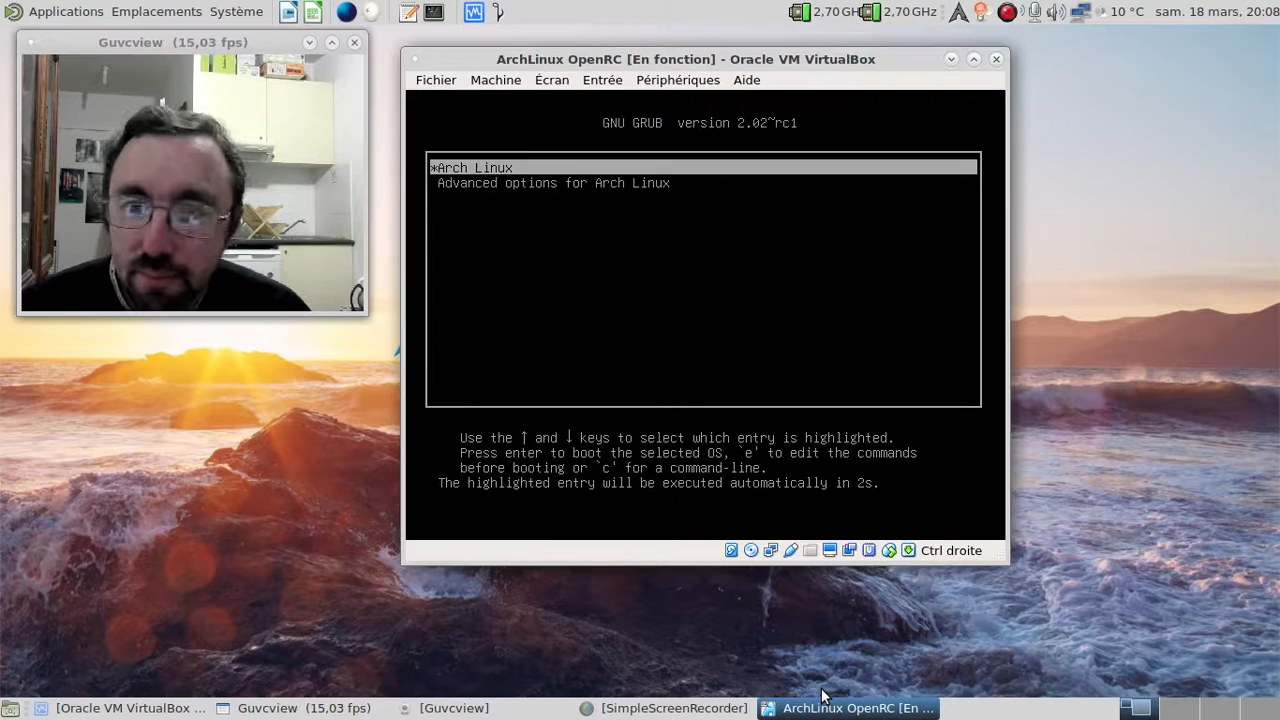 Applications Emplacements Système
2,70 GH 2,70 GHz 10 °C sam. 18 mars, 20:08
Guvcview (15,03 fps)
ArchLinux OpenRC [En fonction] - Oracle VM VirtualBox
Fichier Machine Écran Entrée Périphériques Aide
GNU GRUB version 2.02~rc1
*Arch Linux
Advanced options for Arch Linux
Use the ↑ and ↓ keys to select which entry is highlighted.
Press enter to boot the selected OS, `e' to edit the commands
before booting or `c' for a command-line.
The highlighted entry will be executed automatically in 2s.
Ctrl droite
[Oracle VM VirtualBox ... Guvcview (15,03 fps) [Guvcview] [SimpleScreenRecorder] ArchLinux OpenRC [En ...